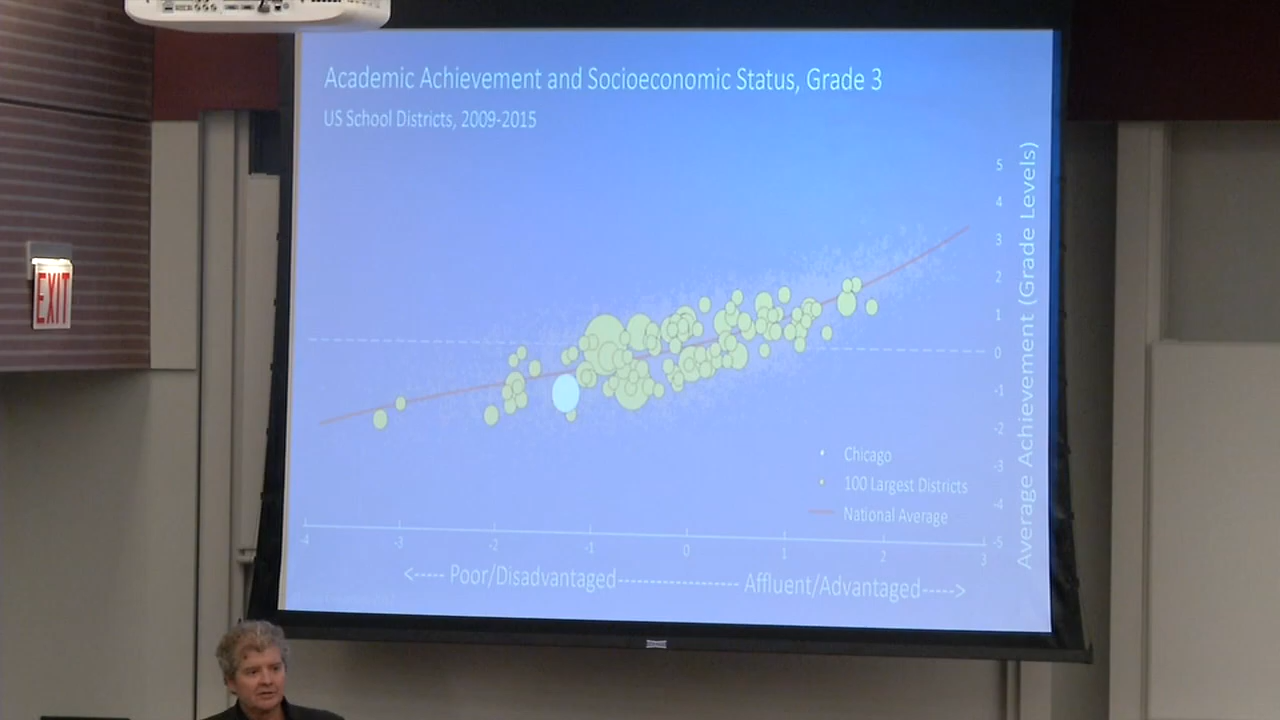 Academic Achievement and Socioeconomic Status, Grade 3
US School Districts, 2009-2015
EXIT
5
4
3
2
1
0
-1
-2
-3
-4
-5
Average Achievement (Grade Levels)
Chicago
100 Largest Districts
National Average
-4 -3 -2 -1 0 1 2 3
<----- Poor/Disadvantaged------------------ Affluent/Advantaged----->